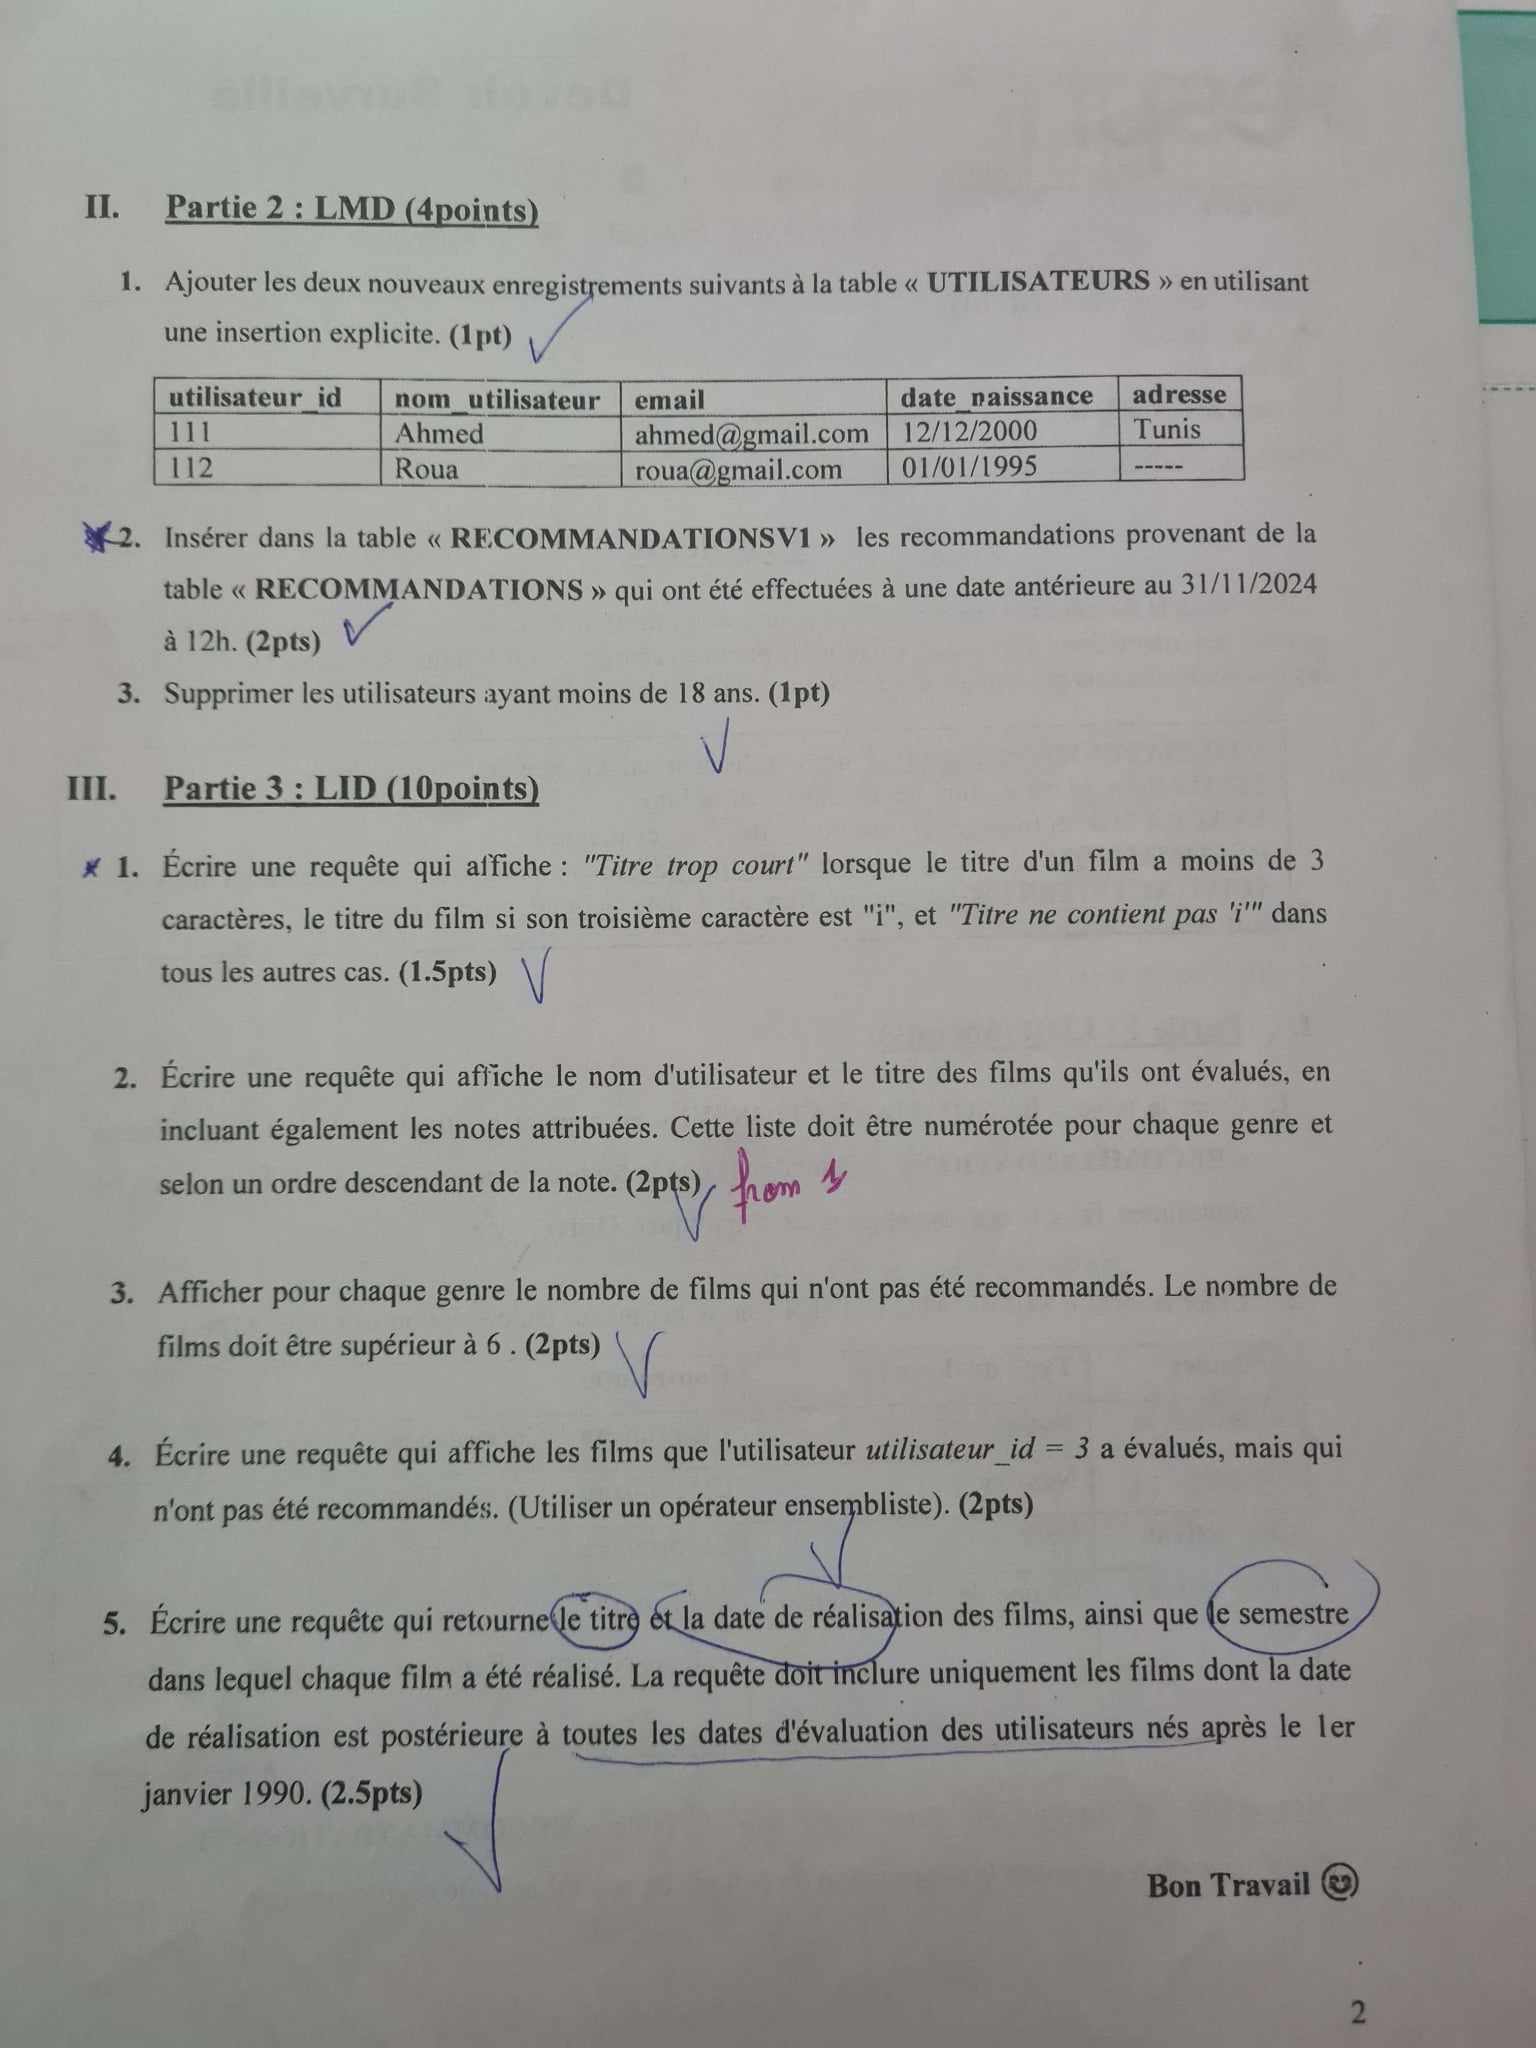 II. Partie 2 : LMD (4points)
1. Ajouter les deux nouveaux enregistrements suivants à la table « UTILISATEURS » en utilisant
une insertion explicite. (1pt)
utilisateur_id nom_utilisateur email date_naissance adresse
111 Ahmed ahmed@gmail.com 12/12/2000 Tunis
112 Roua roua@gmail.com 01/01/1995 -----
2. Insérer dans la table « RECOMMANDATIONSV1 » les recommandations provenant de la
table « RECOMMANDATIONS » qui ont été effectuées à une date antérieure au 31/11/2024
à 12h. (2pts)
3. Supprimer les utilisateurs ayant moins de 18 ans. (1pt)
III. Partie 3 : LID (10points)
1. Écrire une requête qui affiche : "Titre trop court" lorsque le titre d'un film a moins de 3
caractères, le titre du film si son troisième caractère est "i", et "Titre ne contient pas 'i'" dans
tous les autres cas. (1.5pts)
2. Écrire une requête qui affiche le nom d'utilisateur et le titre des films qu'ils ont évalués, en
incluant également les notes attribuées. Cette liste doit être numérotée pour chaque genre et
selon un ordre descendant de la note. (2pts) from
3. Afficher pour chaque genre le nombre de films qui n'ont pas été recommandés. Le nombre de
films doit être supérieur à 6 . (2pts)
4. Écrire une requête qui affiche les films que l'utilisateur utilisateur_id = 3 a évalués, mais qui
n'ont pas été recommandés. (Utiliser un opérateur ensembliste). (2pts)
5. Écrire une requête qui retourne le titre et la date de réalisation des films, ainsi que le semestre
dans lequel chaque film a été réalisé. La requête doit inclure uniquement les films dont la date
de réalisation est postérieure à toutes les dates d'évaluation des utilisateurs nés après le 1er
janvier 1990. (2.5pts)
Bon Travail
2